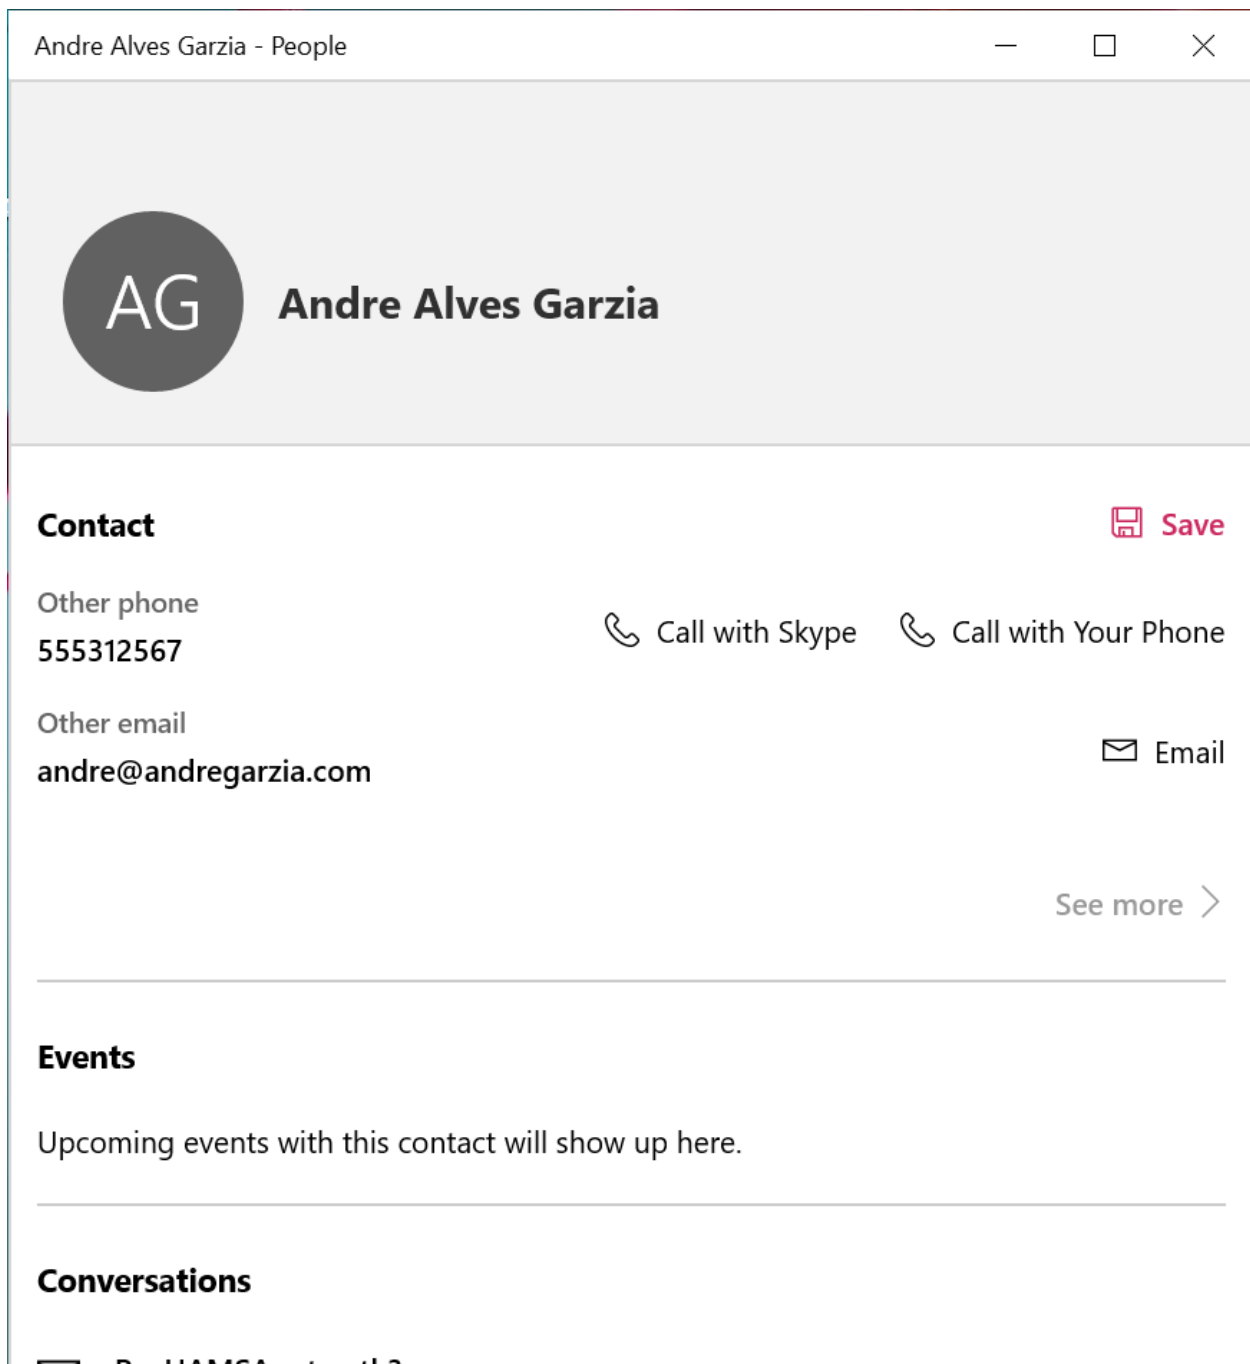 Andre Alves Garzia - People
AG
Andre Alves Garzia
Contact
Save
Other phone
555312567
Call with Skype
Call with Your Phone
Other email
andre@andregarzia.com
Email
See more
Events
Upcoming events with this contact will show up here.
Conversations